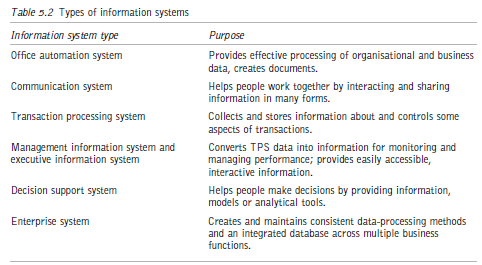 Table 5.2 Types of information systems
Information system type Purpose
Office automation system Provides effective processing of organisational and business
data, creates documents.
Communication system Helps people work together by interacting and sharing
information in many forms.
Transaction processing system Collects and stores information about and controls some
aspects of transactions.
Management information system and Converts TPS data into information for monitoring and
executive information system managing performance; provides easily accessible,
interactive information.
Decision support system Helps people make decisions by providing information,
models or analytical tools.
Enterprise system Creates and maintains consistent data-processing methods
and an integrated database across multiple business
functions.